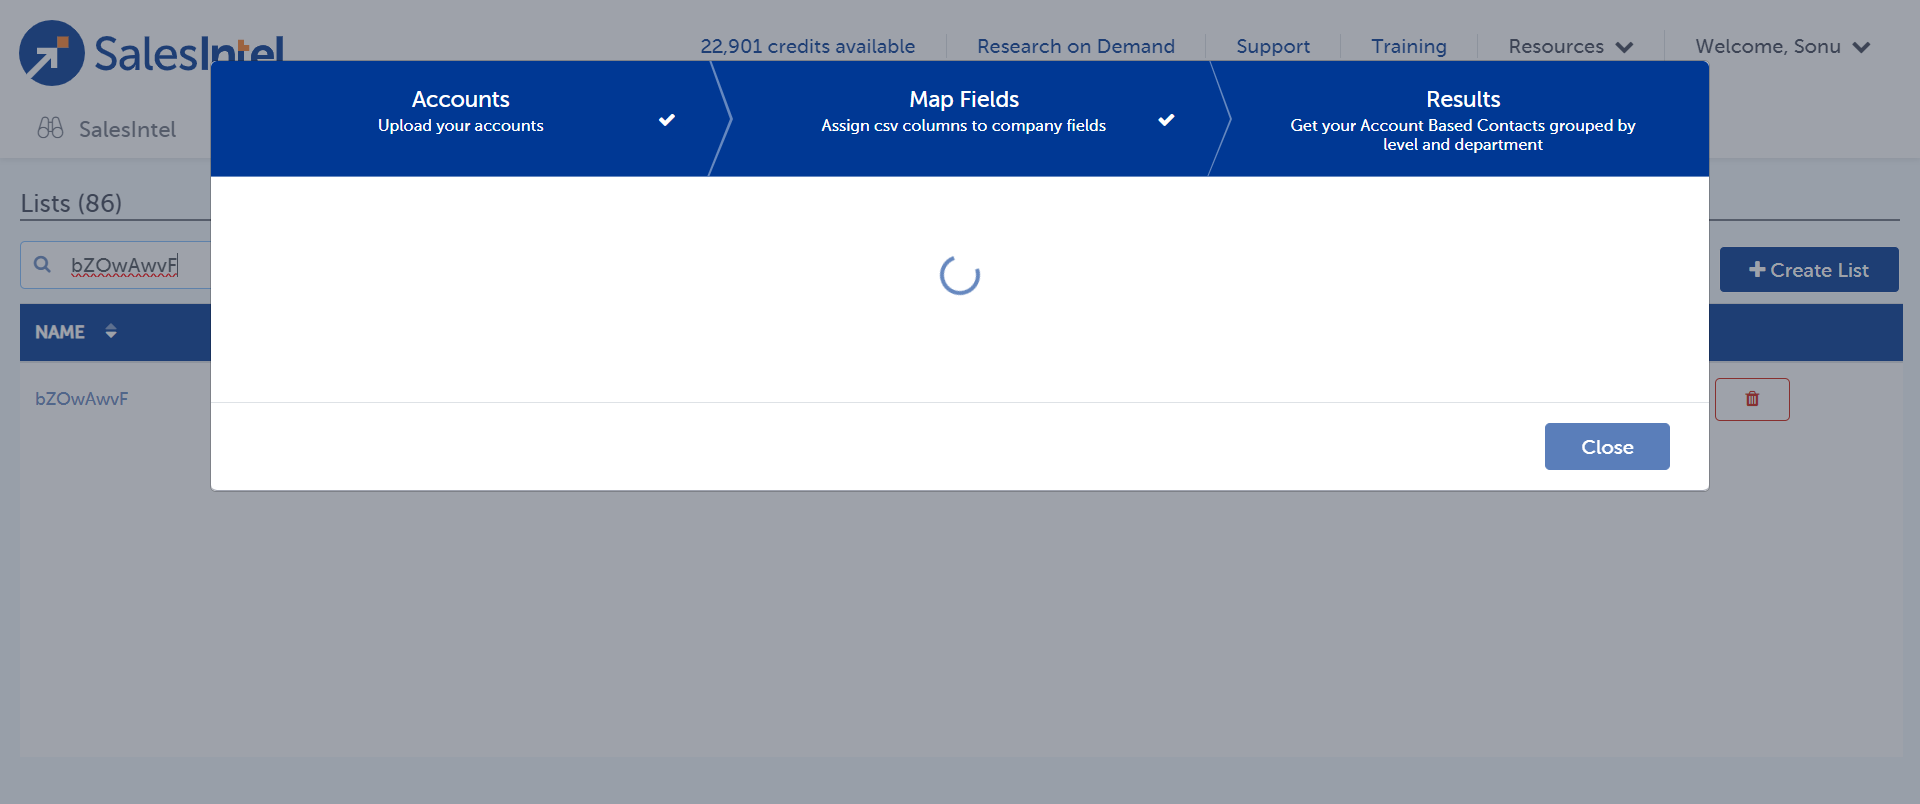 SalesIntel
22,901 credits available
Research on Demand
Support
Training
Resources
Welcome, Sonu
SalesIntel
Accounts
Upload your accounts
Map Fields
Assign csv columns to company fields
Results
Get your Account Based Contacts grouped by
level and department
Lists (86)
bZOwAwvF
Create List
NAME
bZOwAwvF
Close